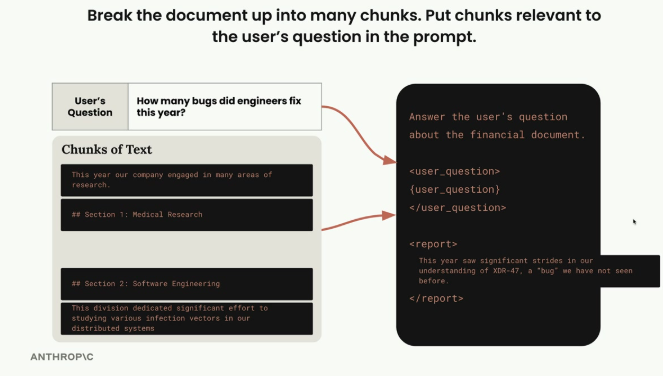 Break the document up into many chunks. Put chunks relevant to
the user's question in the prompt.
User's
Question
How many bugs did engineers fix
this year?
Chunks of Text
This year our company engaged in many areas of
research.
## Section 1: Medical Research
## Section 2: Software Engineering
This division dedicated significant effort to
studying various infection vectors in our
distributed systems
Answer the user's question
about the financial document.
<user_question>
{user_question}
</user_question>
<report>
This year saw significant strides in our
understanding of XDR-47, a "bug" we have not seen
before.
</report>
ANTHROP\C